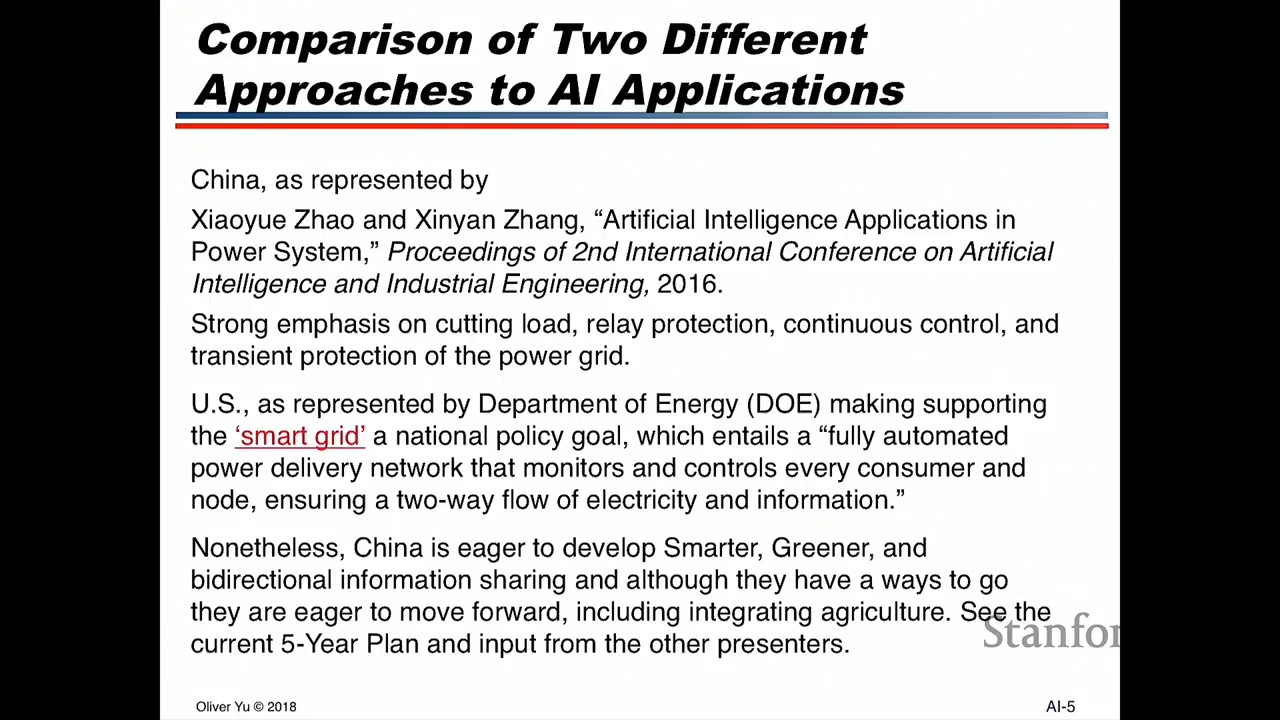 Comparison of Two Different
Approaches to AI Applications
China, as represented by
Xiaoyue Zhao and Xinyan Zhang, “Artificial Intelligence Applications in
Power System,” Proceedings of 2nd International Conference on Artificial
Intelligence and Industrial Engineering, 2016.
Strong emphasis on cutting load, relay protection, continuous control, and
transient protection of the power grid.
U.S., as represented by Department of Energy (DOE) making supporting
the ‘smart grid’ a national policy goal, which entails a “fully automated
power delivery network that monitors and controls every consumer and
node, ensuring a two-way flow of electricity and information.”
Nonetheless, China is eager to develop Smarter, Greener, and
bidirectional information sharing and although they have a ways to go
they are eager to move forward, including integrating agriculture. See the
current 5-Year Plan and input from the other presenters.
Stanfor
Oliver Yu © 2018
AI-5